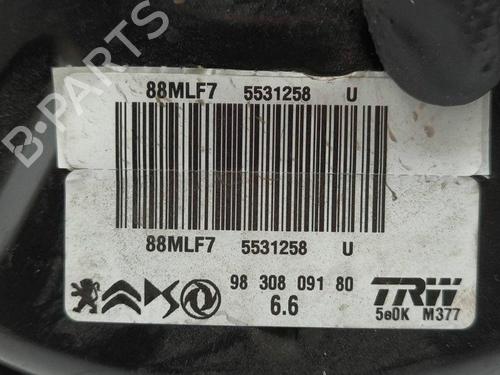 B-PARTS
88MLF7 5531258 U
88MLF7 5531258 U
98 308 091 80
6.6
TRW
5e0K M377